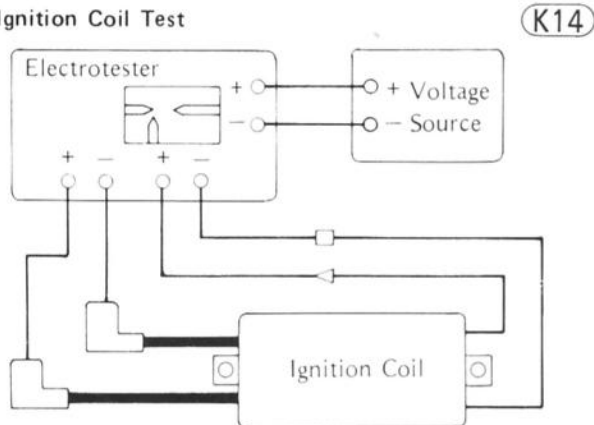 Ignition Coil Test
K14
Electrotester
+
−
+ Voltage
− Source
+ − + −
Ignition Coil